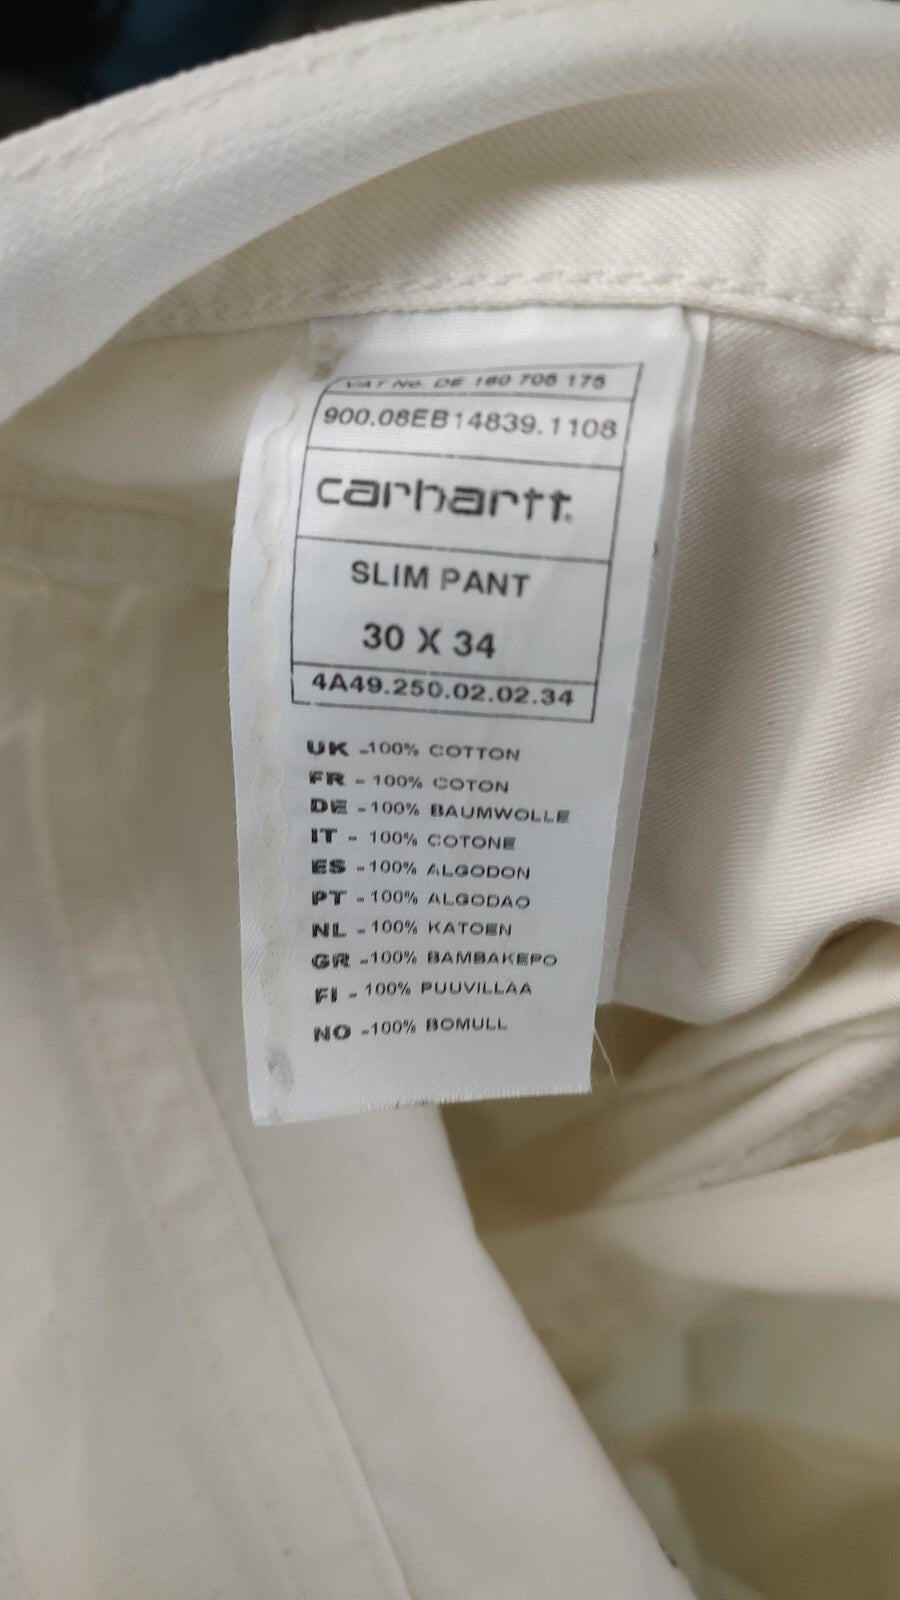 VAT No. DE 160 705 175
900.08EB14839.1108
carhartt.
SLIM PANT
30 X 34
4A49.250.02.02.34
UK - 100% COTTON
FR - 100% COTON
DE - 100% BAUMWOLLE
IT - 100% COTONE
ES - 100% ALGODON
PT - 100% ALGODAO
NL - 100% KATOEN
GR - 100% BAMBAKEPO
FI - 100% PUUVILLAA
NO - 100% BOMULL